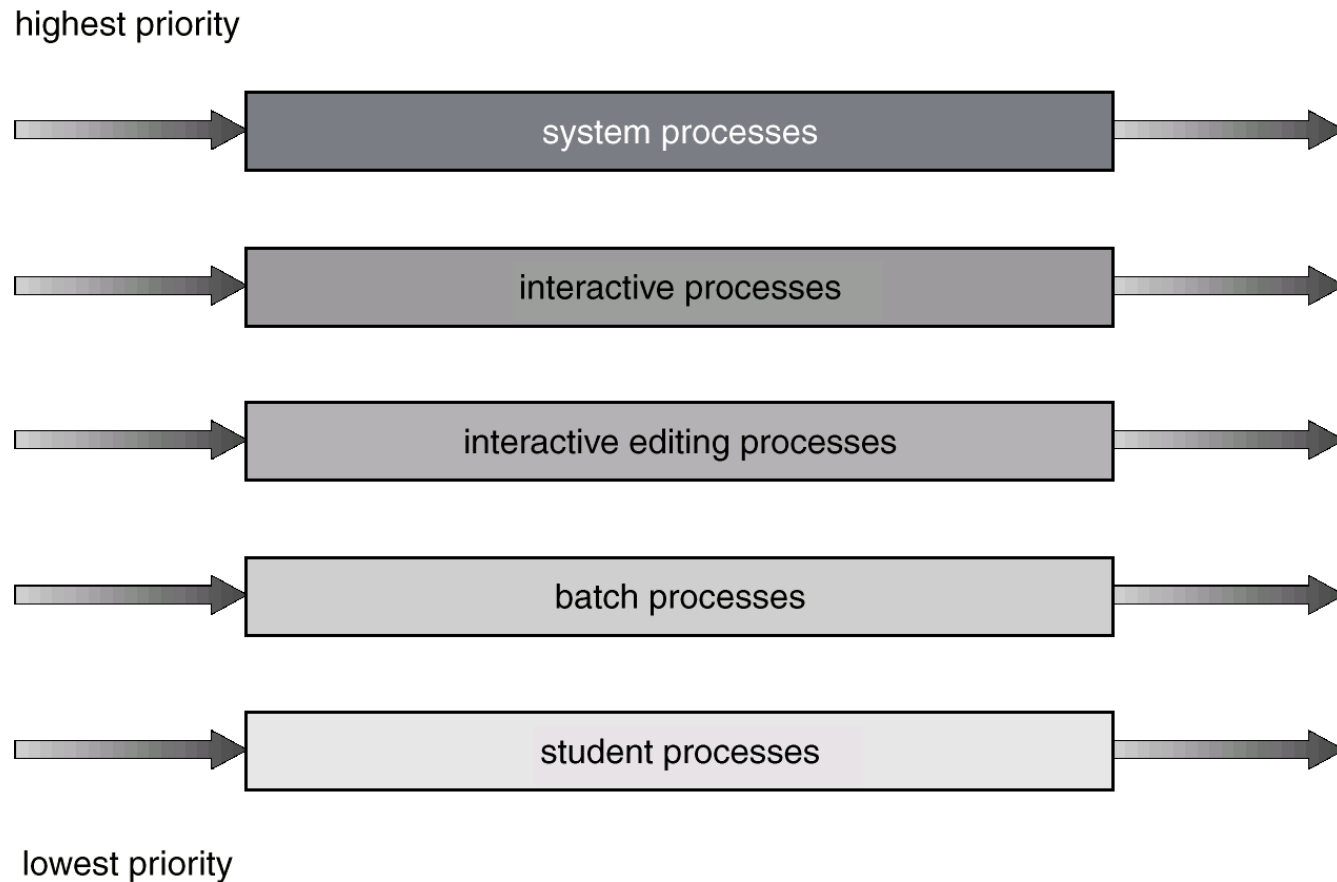 highest priority
system processes
interactive processes
interactive editing processes
batch processes
student processes
lowest priority